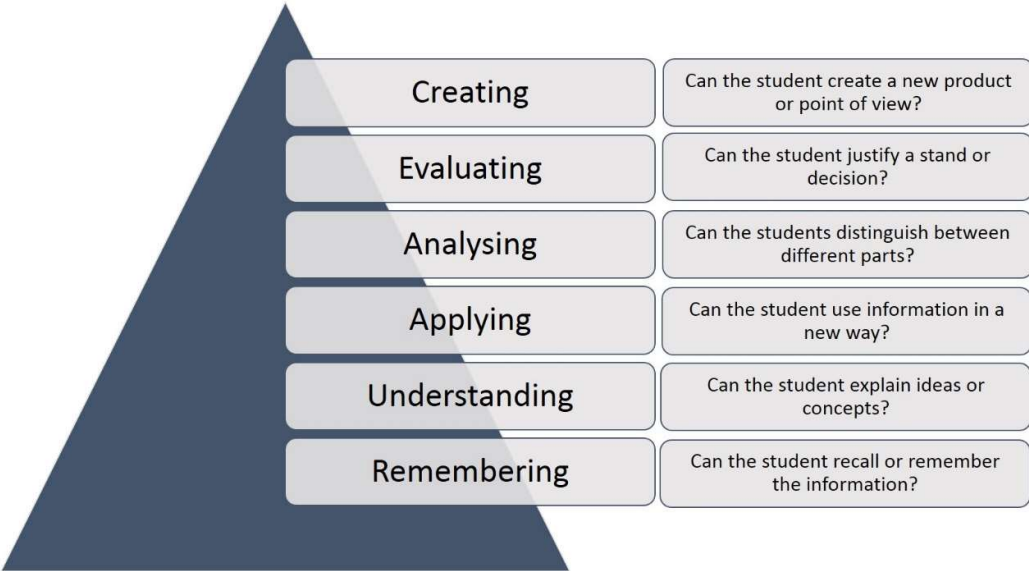 Creating
Can the student create a new product
or point of view?
Evaluating
Can the student justify a stand or
decision?
Analysing
Can the students distinguish between
different parts?
Applying
Can the student use information in a
new way?
Understanding
Can the student explain ideas or
concepts?
Remembering
Can the student recall or remember
the information?